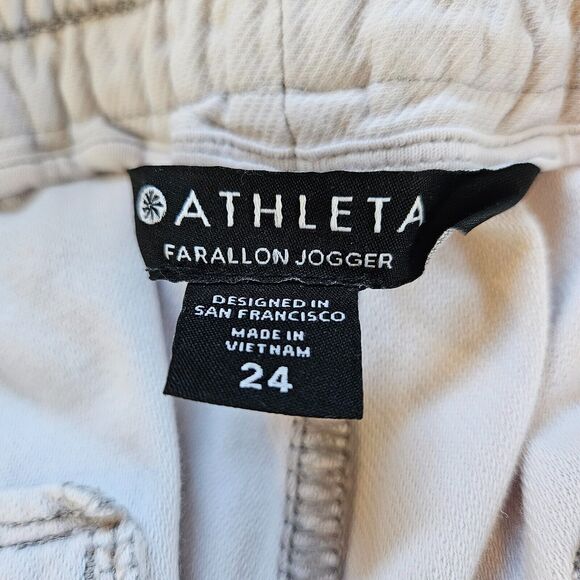 ATHLETA
FARALLON JOGGER
DESIGNED IN
SAN FRANCISCO
MADE IN
VIETNAM
24